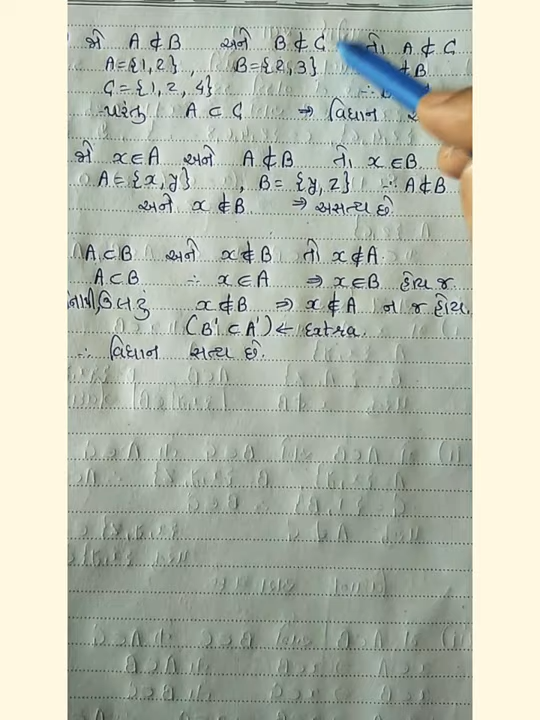 જો A ⊄ B અને B ⊄ C તો A ⊄ C
A = {1, 2} , B = {2, 3} ⊄ B
C = {1, 2, 4} ∴
પરંતુ A ⊂ C ⇒ વિધાન
જો x ∈ A અને A ⊄ B તો x ∈ B
A = {x, y} , B = {y, z} ∴ A ⊄ B
અને x ∉ B ⇒ અસત્ય છે
A ⊂ B અને x ∉ B તો x ∉ A.
A ⊂ B ∴ x ∈ A ⇒ x ∈ B હોય જ.
x ∉ B ⇒ x ∉ A ન જ હોય.
(B' ⊂ A') ← Extra
∴ વિધાન સત્ય છે.